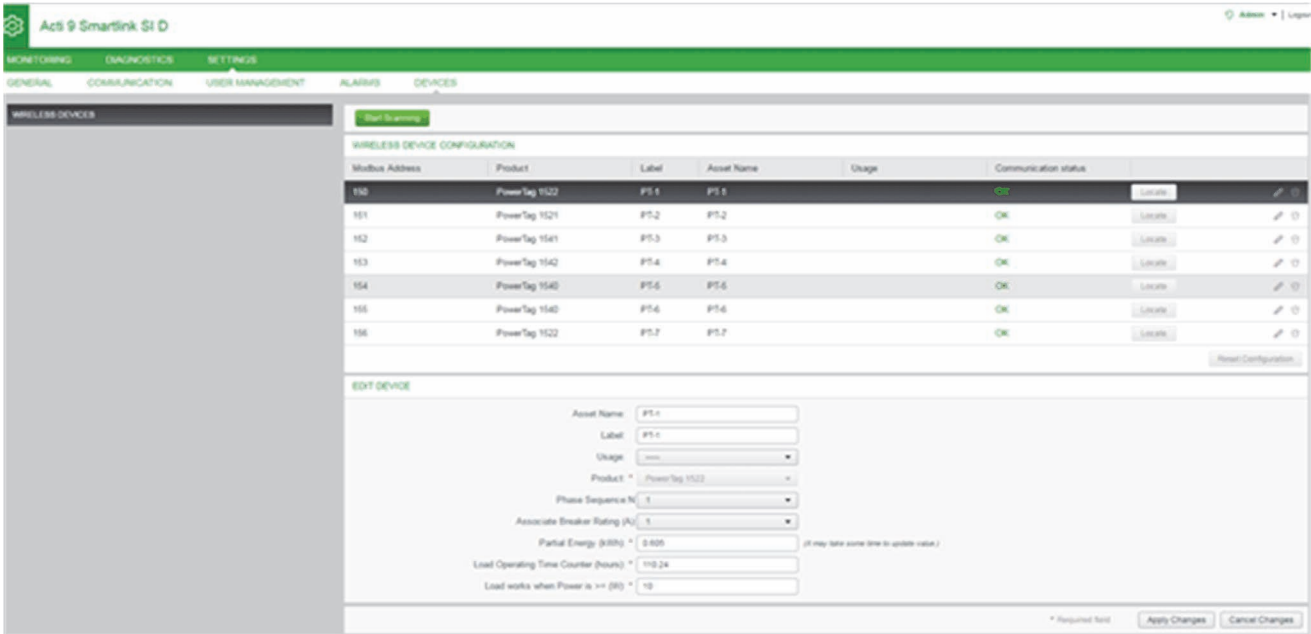 Acti 9 Smartlink SI D
Admin | Logou
MONITORING DIAGNOSTICS SETTINGS
GENERAL COMMUNICATION USER MANAGEMENT ALARMS DEVICES
WIRELESS DEVICES
Start Scanning
WIRELESS DEVICE CONFIGURATION
Modbus Address Product Label Asset Name Usage Communication status
150 PowerTag 1522 PT-1 PT-1 OK Locate
151 PowerTag 1521 PT-2 PT-2 OK Locate
152 PowerTag 1541 PT-3 PT-3 OK Locate
153 PowerTag 1542 PT-4 PT-4 OK Locate
154 PowerTag 1540 PT-5 PT-5 OK Locate
155 PowerTag 1540 PT-6 PT-6 OK Locate
156 PowerTag 1522 PT-7 PT-7 OK Locate
Reset Configuration
EDIT DEVICE
Asset Name: PT-1
Label: PT-1
Usage: -----
Product: * PowerTag 1522
Phase Sequence N 1
Associate Breaker Rating (A) 1
Partial Energy (kWh): * 0.605 (It may take some time to update value.)
Load Operating Time Counter (hours): * 110.24
Load works when Power is >= (W): * 10
* Required field Apply Changes Cancel Changes